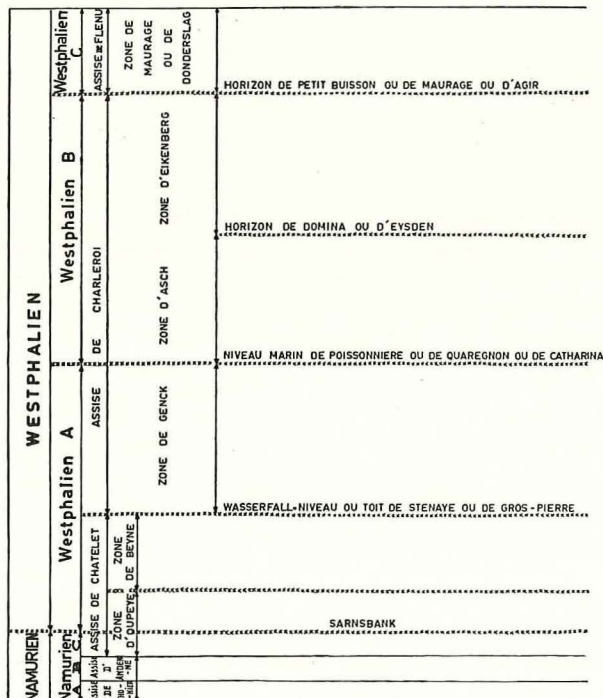 WESTPHALIEN
NAMURIEN
Westphalien
C
Westphalien B
Westphalien A
Namurien
A B C
ASSISE DE FLENU
ASSISE DE CHARLEROI
ASSISE DE CHATELET
ZONE DE
MAURAGE
OU DE
DONDERSLAG
ZONE D'EIKENBERG
ZONE D'ASCH
ZONE DE GENCK
ZONE
DE BEYNE
ZONE
D'OUPEYE
HORIZON DE PETIT BUISSON OU DE MAURAGE OU D'AGIR
HORIZON DE DOMINA OU D'EYSDEN
NIVEAU MARIN DE POISSONNIERE OU DE QUAREGNON OU DE CATHARINA
WASSERFALL-NIVEAU OU TOIT DE STENAYE OU DE GROS-PIERRE
SARNSBANK